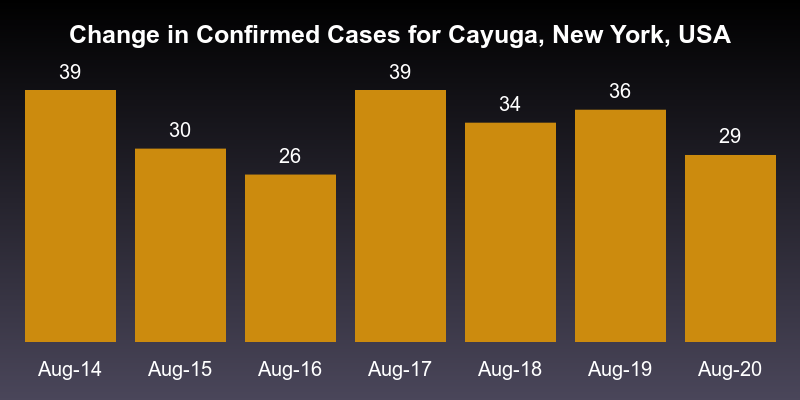 Change in Confirmed Cases for Cayuga, New York, USA
39 30 26 39 34 36 29
Aug-14 Aug-15 Aug-16 Aug-17 Aug-18 Aug-19 Aug-20